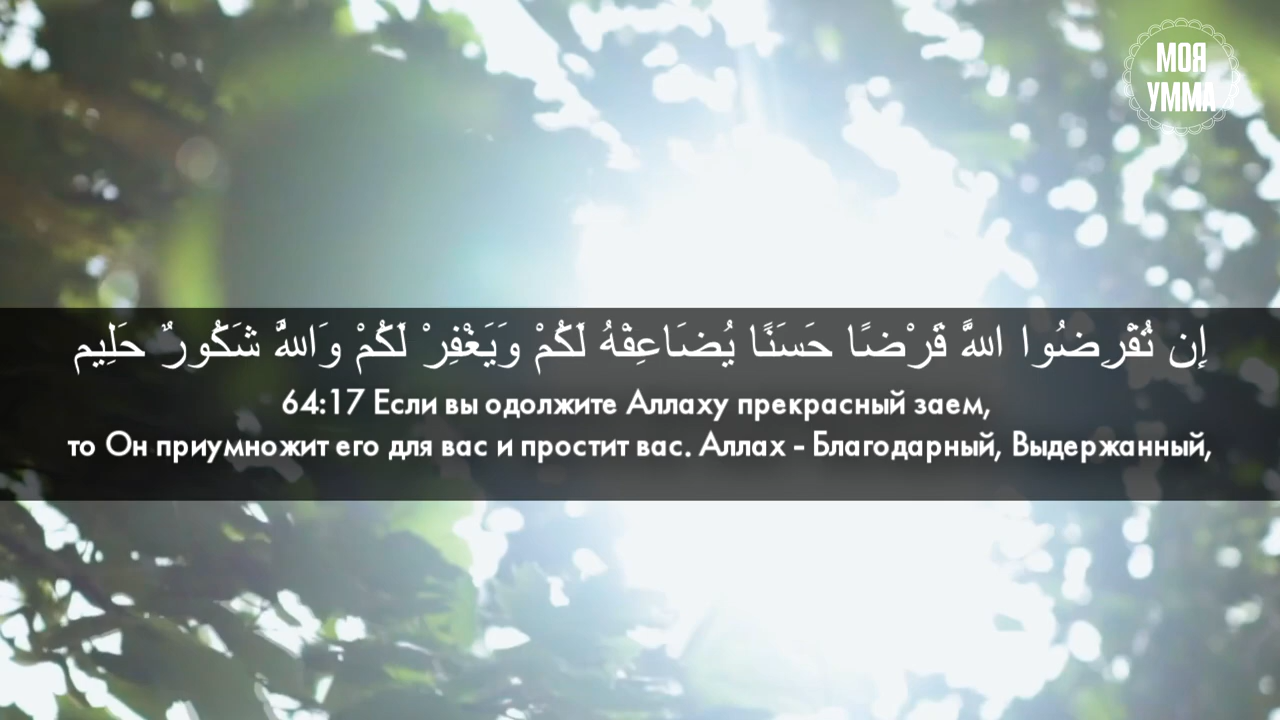 МОЯ
УММА
إِن تُقْرِضُوا اللَّهَ قَرْضًا حَسَنًا يُضَاعِفْهُ لَكُمْ وَيَغْفِرْ لَكُمْ وَاللَّهُ شَكُورٌ حَلِيم
64:17 Если вы одолжите Аллаху прекрасный заем,
то Он приумножит его для вас и простит вас. Аллах - Благодарный, Выдержанный,